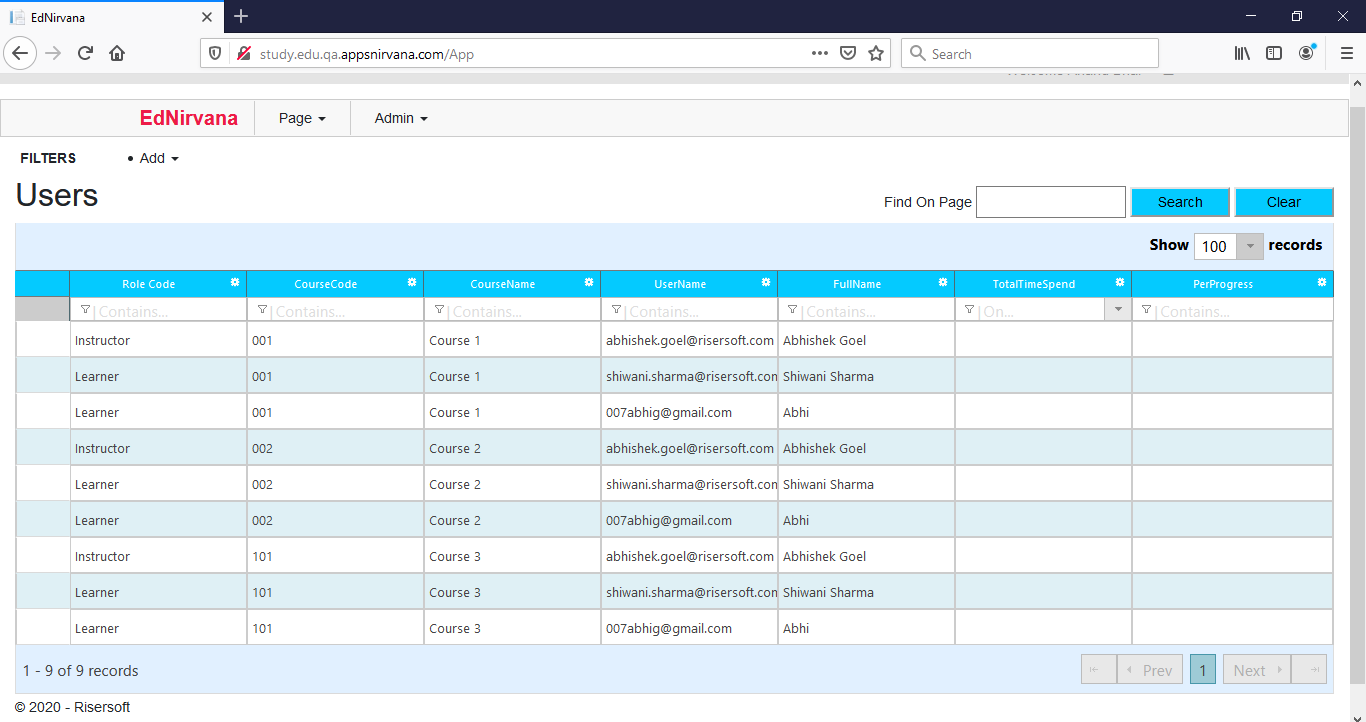 EdNirvana
study.edu.qa.appsnirvana.com/App
Search
EdNirvana Page Admin
FILTERS • Add
Users
Find On Page Search Clear
Show 100 records
Role Code CourseCode CourseName UserName FullName TotalTimeSpend PerProgress
Contains... Contains... Contains... Contains... Contains... On... Contains...
Instructor 001 Course 1 abhishek.goel@risersoft.com Abhishek Goel
Learner 001 Course 1 shiwani.sharma@risersoft.con Shiwani Sharma
Learner 001 Course 1 007abhig@gmail.com Abhi
Instructor 002 Course 2 abhishek.goel@risersoft.com Abhishek Goel
Learner 002 Course 2 shiwani.sharma@risersoft.con Shiwani Sharma
Learner 002 Course 2 007abhig@gmail.com Abhi
Instructor 101 Course 3 abhishek.goel@risersoft.com Abhishek Goel
Learner 101 Course 3 shiwani.sharma@risersoft.con Shiwani Sharma
Learner 101 Course 3 007abhig@gmail.com Abhi
1 - 9 of 9 records Prev 1 Next
© 2020 - Risersoft